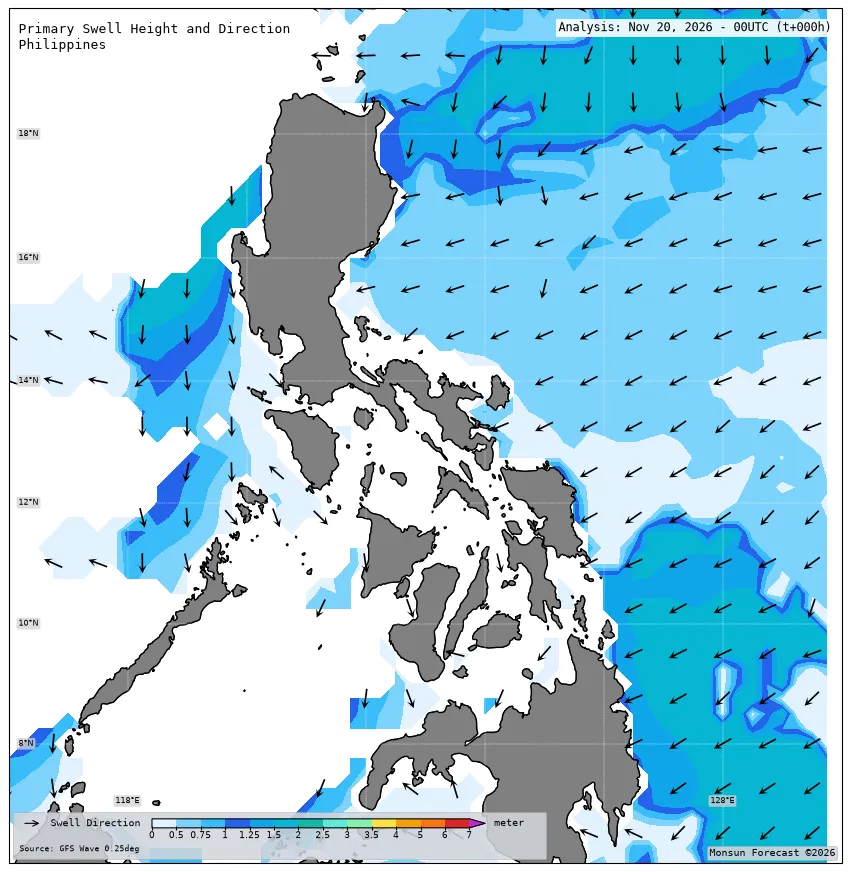 Primary Swell Height and Direction
Philippines
Analysis: Nov 20, 2026 - 00UTC (t+000h)
18°N
16°N
14°N
12°N
10°N
8°N
118°E
128°E
Swell Direction
0 0.5 0.75 1 1.25 1.5 2 2.5 3 3.5 4 5 6 7
meter
Source: GFS Wave 0.25deg
Monsun Forecast ©2026